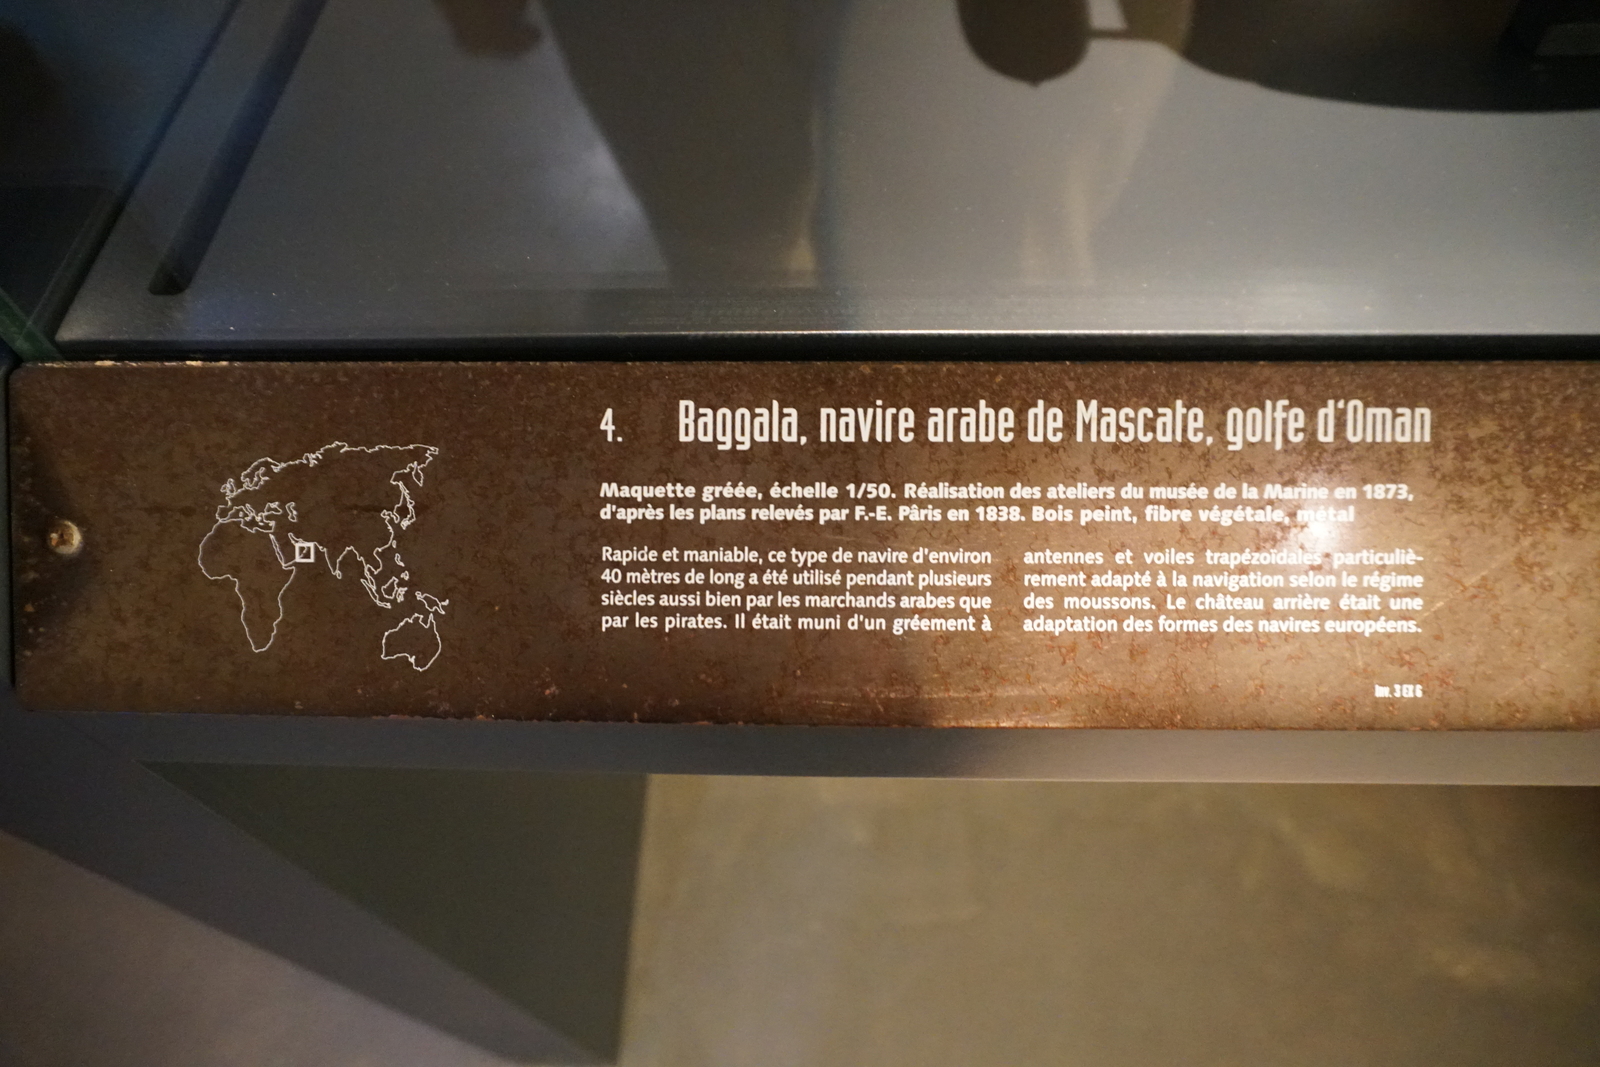 4. Baggala, navire arabe de Mascate, golfe d'Oman
Maquette gréée, échelle 1/50. Réalisation des ateliers du musée de la Marine en 1873,
d'après les plans relevés par F.-E. Pâris en 1838. Bois peint, fibre végétale, métal
Rapide et maniable, ce type de navire d'environ
40 mètres de long a été utilisé pendant plusieurs
siècles aussi bien par les marchands arabes que
par les pirates. Il était muni d'un gréement à
antennes et voiles trapézoïdales particuliè-
rement adapté à la navigation selon le régime
des moussons. Le château arrière était une
adaptation des formes des navires européens.
Inv. 3 EX 6